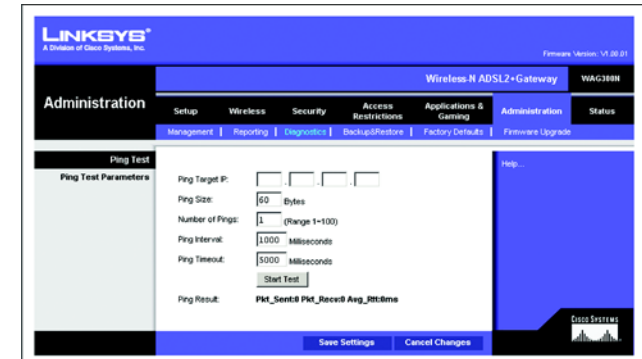 LINKSYS®
A Division of Cisco Systems, Inc.
Firmware Version: V1.00.01
Wireless-N ADSL2+Gateway WAG300N
Administration
Setup Wireless Security Access Restrictions Applications & Gaming Administration Status
Management | Reporting | Diagnostics | Backup&Restore | Factory Defaults | Firmware Upgrade
Ping Test
Ping Test Parameters
Help...
Ping Target IP: . . .
Ping Size: 60 Bytes
Number of Pings: 1 (Range 1~100)
Ping Interval: 1000 Miliseconds
Ping Timeout: 5000 Miliseconds
Start Test
Ping Result: Pkt_Sent:0 Pkt_Recv:0 Avg_Rtt:0ms
Save Settings Cancel Changes
CISCO SYSTEMS